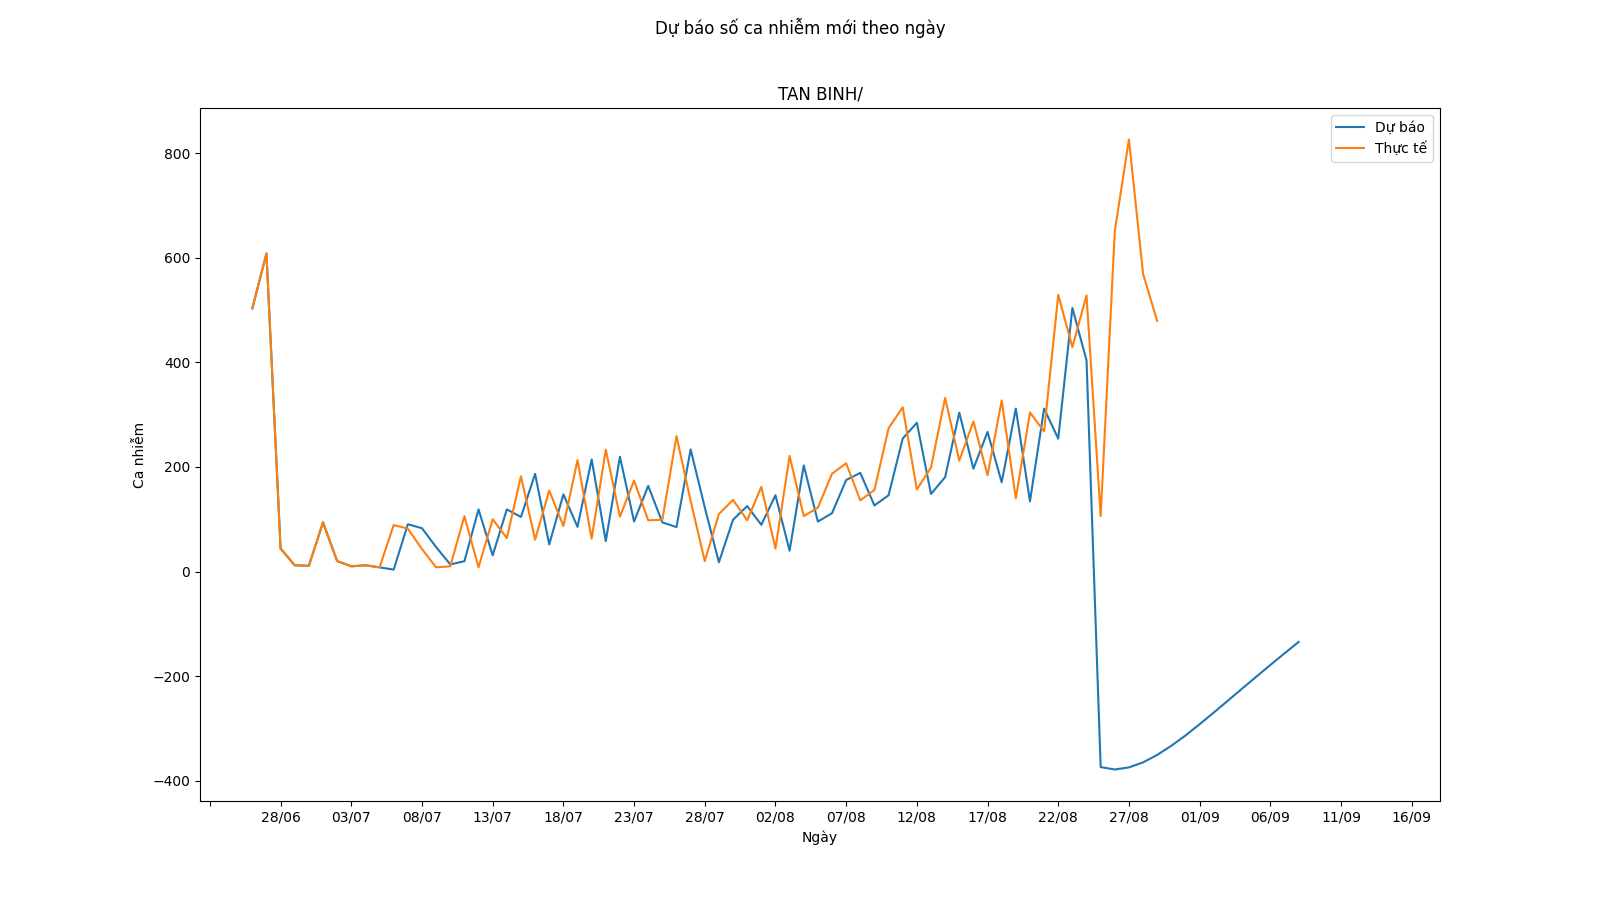 Dự báo số ca nhiễm mới theo ngày
TAN BINH/
Dự báo
Thực tế
800
600
400
200
0
−200
−400
Ca nhiễm
28/06 03/07 08/07 13/07 18/07 23/07 28/07 02/08 07/08 12/08 17/08 22/08 27/08 01/09 06/09 11/09 16/09
Ngày